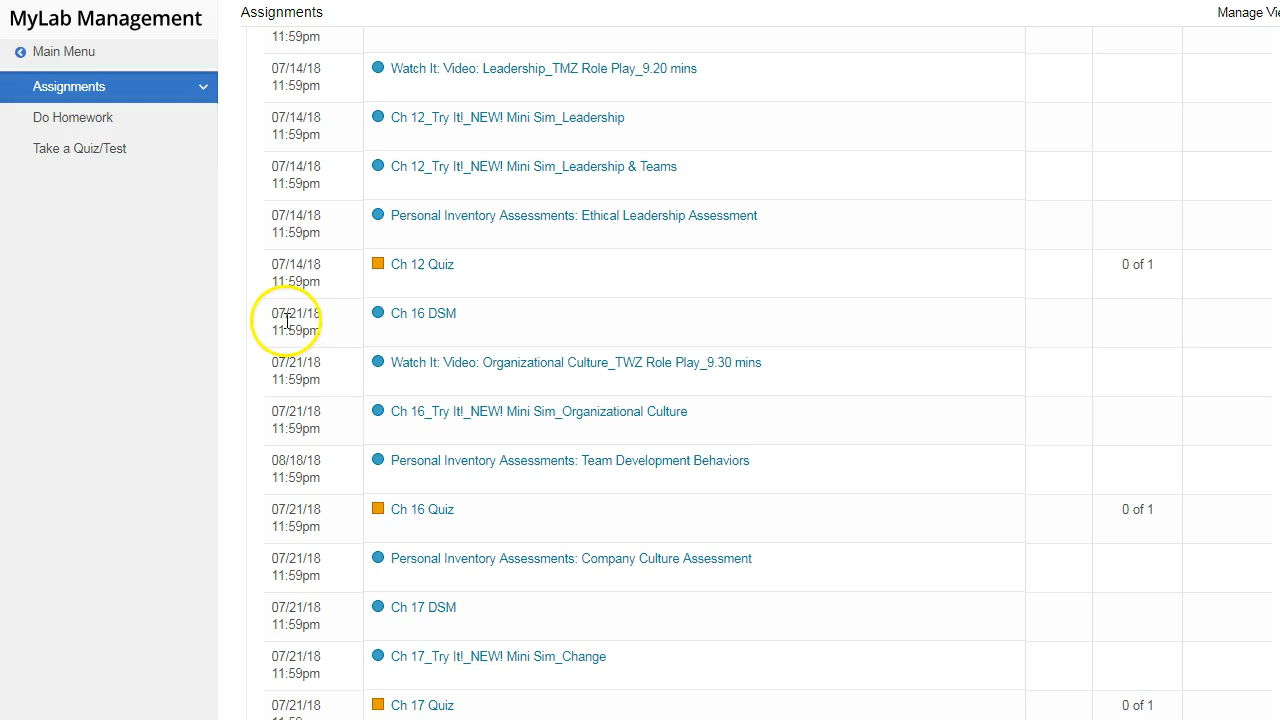 MyLab Management
Assignments
Manage Vie
Main Menu
Assignments
Do Homework
Take a Quiz/Test
11:59pm
07/14/18
11:59pm
Watch It: Video: Leadership_TMZ Role Play_9.20 mins
07/14/18
11:59pm
Ch 12_Try It!_NEW! Mini Sim_Leadership
07/14/18
11:59pm
Ch 12_Try It!_NEW! Mini Sim_Leadership & Teams
07/14/18
11:59pm
Personal Inventory Assessments: Ethical Leadership Assessment
07/14/18
11:59pm
Ch 12 Quiz
0 of 1
07/21/18
11:59pm
Ch 16 DSM
07/21/18
11:59pm
Watch It: Video: Organizational Culture_TWZ Role Play_9.30 mins
07/21/18
11:59pm
Ch 16_Try It!_NEW! Mini Sim_Organizational Culture
08/18/18
11:59pm
Personal Inventory Assessments: Team Development Behaviors
07/21/18
11:59pm
Ch 16 Quiz
0 of 1
07/21/18
11:59pm
Personal Inventory Assessments: Company Culture Assessment
07/21/18
11:59pm
Ch 17 DSM
07/21/18
11:59pm
Ch 17_Try It!_NEW! Mini Sim_Change
07/21/18
Ch 17 Quiz
0 of 1